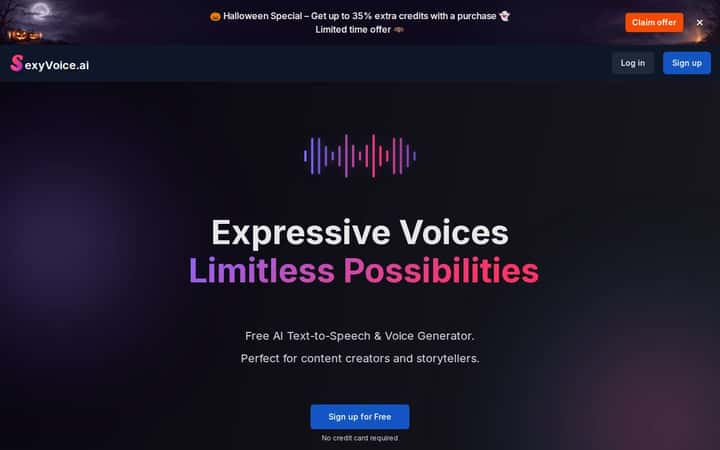 🎃 Halloween Special – Get up to 35% extra credits with a purchase 👻
Limited time offer 🦇
Claim offer
✕
SexyVoice.ai
Log in
Sign up
Expressive Voices
Limitless Possibilities
Free AI Text-to-Speech & Voice Generator.
Perfect for content creators and storytellers.
Sign up for Free
No credit card required